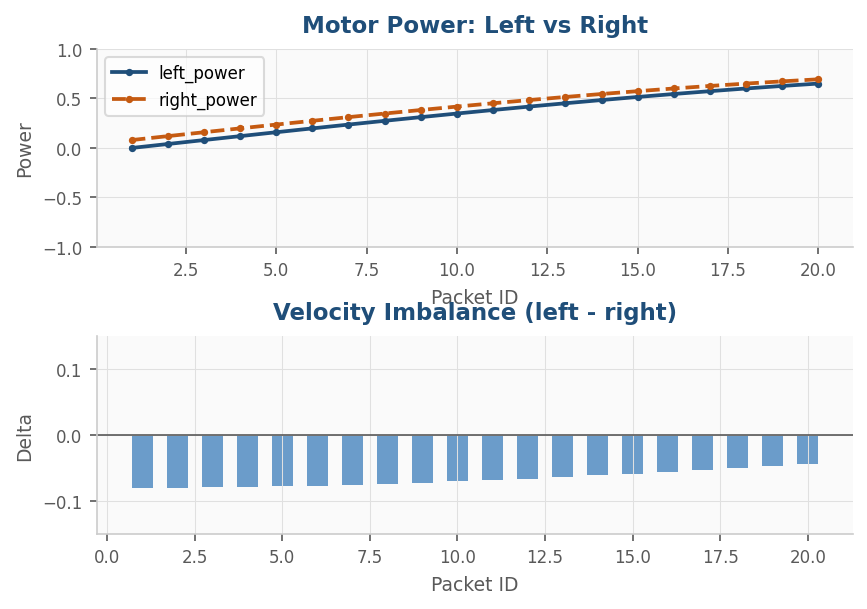 Motor Power: Left vs Right
1.0
0.5
0.0
−0.5
−1.0
Power
left_power
right_power
2.5 5.0 7.5 10.0 12.5 15.0 17.5 20.0
Packet ID
Velocity Imbalance (left - right)
0.1
0.0
−0.1
Delta
0.0 2.5 5.0 7.5 10.0 12.5 15.0 17.5 20.0
Packet ID